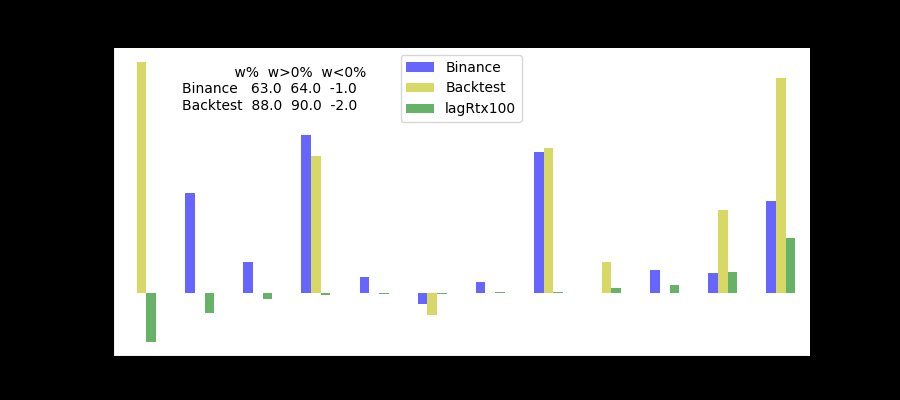 w% w>0% w<0%
Binance 63.0 64.0 -1.0
Backtest 88.0 90.0 -2.0
Binance
Backtest
lagRtx100